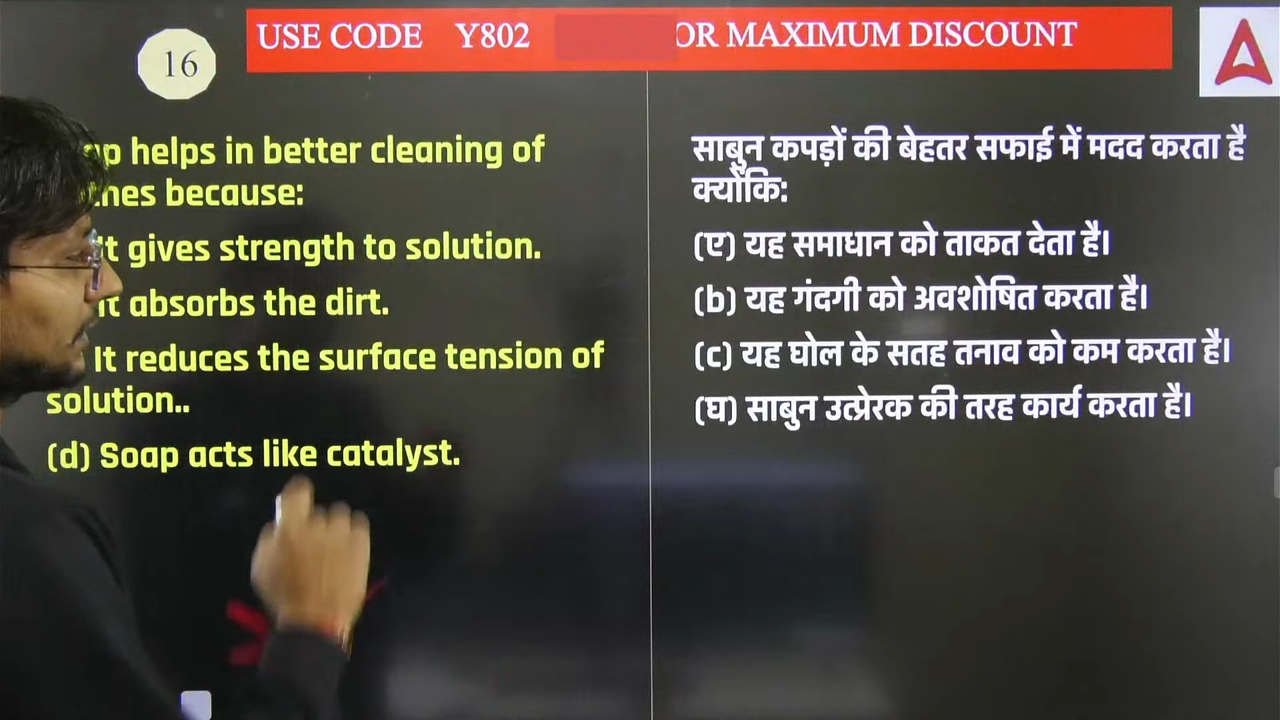 USE CODE Y802 OR MAXIMUM DISCOUNT
16
helps in better cleaning of
because:
It gives strength to solution.
It absorbs the dirt.
It reduces the surface tension of
solution..
(d) Soap acts like catalyst.
साबुन कपड़ों की बेहतर सफाई में मदद करता है
क्योंकि:
(ए) यह समाधान को ताकत देता है।
(b) यह गंदगी को अवशोषित करता है।
(c) यह घोल के सतह तनाव को कम करता है।
(घ) साबुन उत्प्रेरक की तरह कार्य करता है।